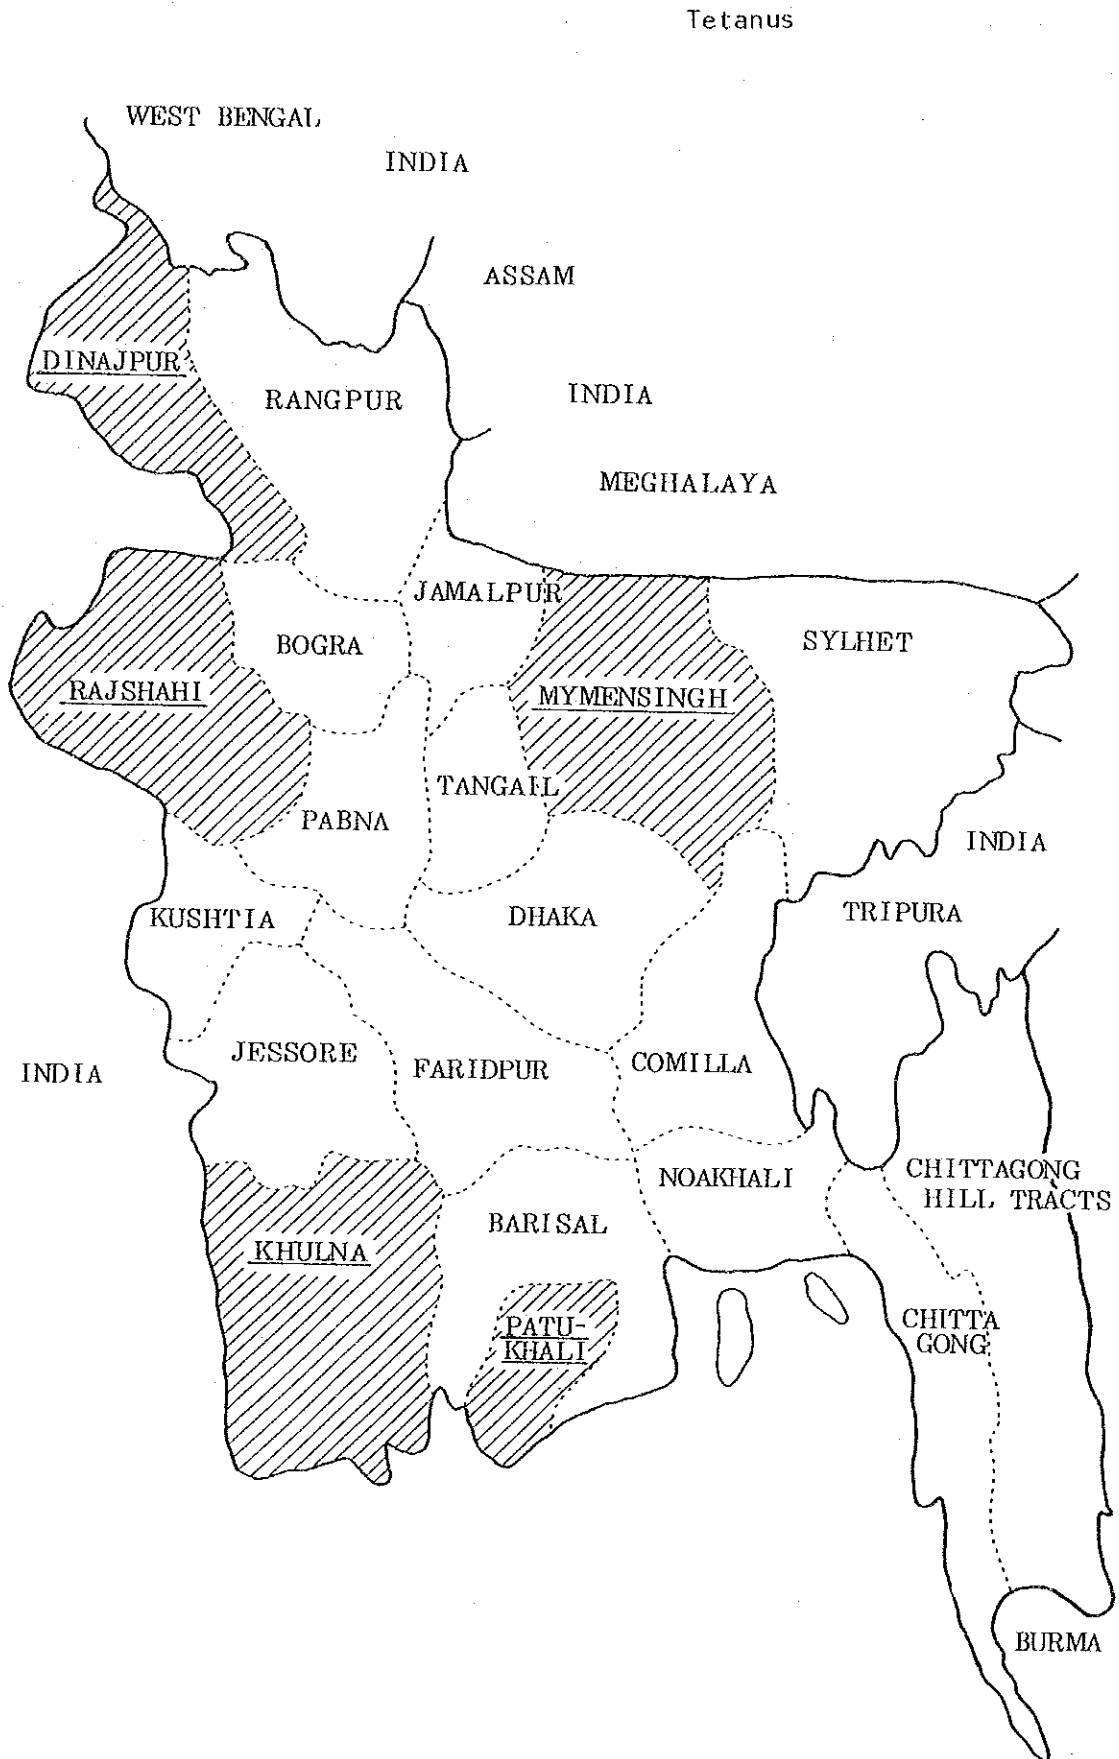 Tetanus
WEST BENGAL
INDIA
ASSAM
DINAJPUR
RANGPUR
INDIA
MEGHALAYA
JAMALPUR
BOGRA
SYLHET
RAJSHAHI
MYMENSINGH
TANGAIL
PABNA
INDIA
KUSHTIA
DHAKA
TRIPURA
JESSORE
FARIDPUR
COMILLA
INDIA
NOAKHALI
CHITTAGONG
HILL TRACTS
BARISAL
KHULNA
PATU-
KHALI
CHITTA
GONG
BURMA